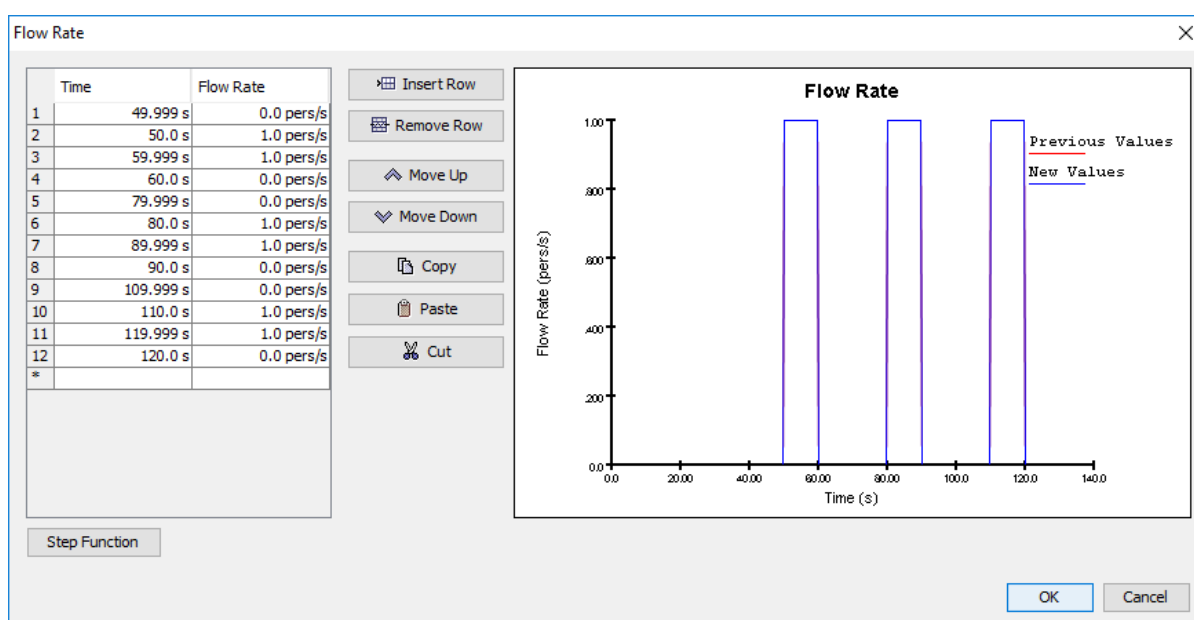 Flow Rate
Time Flow Rate
1 49.999 s 0.0 pers/s
2 50.0 s 1.0 pers/s
3 59.999 s 1.0 pers/s
4 60.0 s 0.0 pers/s
5 79.999 s 0.0 pers/s
6 80.0 s 1.0 pers/s
7 89.999 s 1.0 pers/s
8 90.0 s 0.0 pers/s
9 109.999 s 0.0 pers/s
10 110.0 s 1.0 pers/s
11 119.999 s 1.0 pers/s
12 120.0 s 0.0 pers/s
*
Step Function
Insert Row
Remove Row
Move Up
Move Down
Copy
Paste
Cut
Flow Rate
Previous Values
New Values
Flow Rate (pers/s)
1.00
.800
.600
.400
.200
0.0
0.0 20.00 40.00 60.00 80.00 100.0 120.0 140.0
Time (s)
OK Cancel